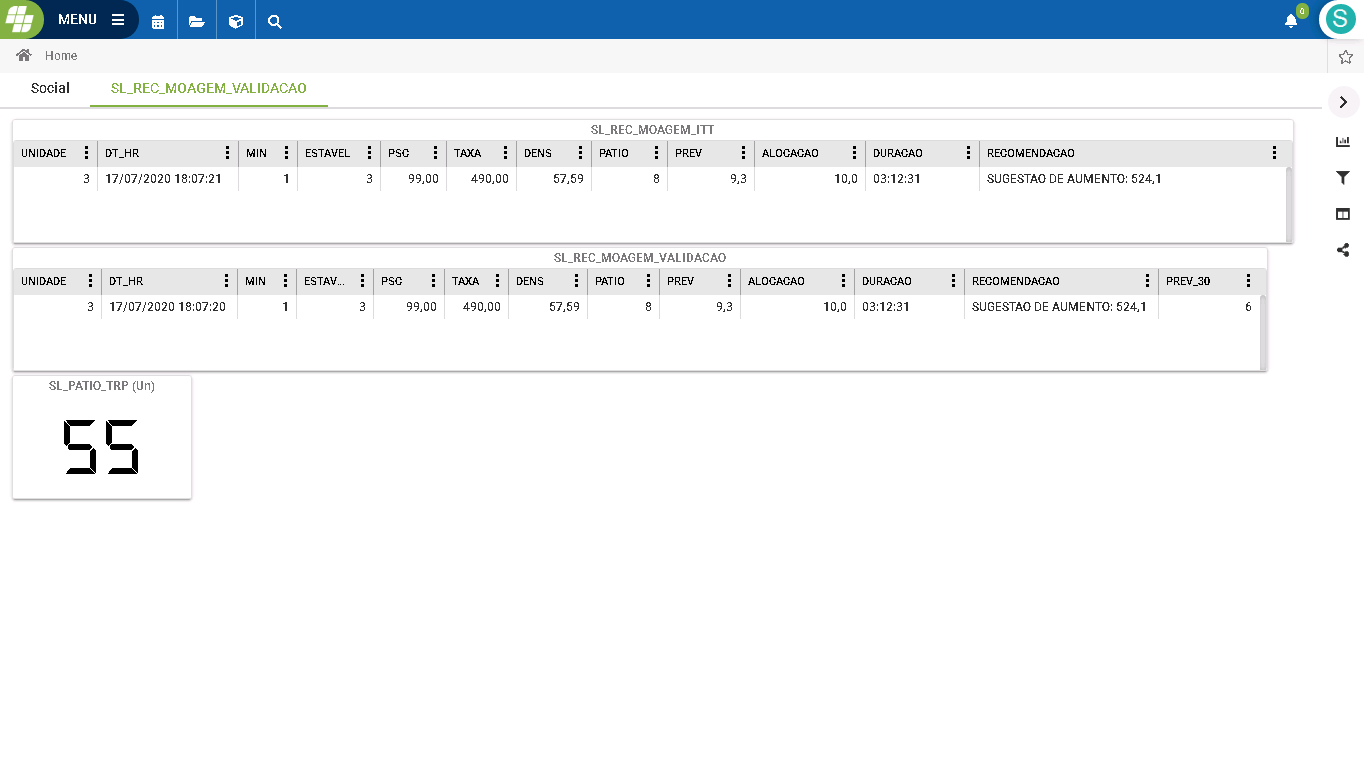 MENU
0
S
Home
Social SL_REC_MOAGEM_VALIDACAO
SL_REC_MOAGEM_ITT
UNIDADE DT_HR MIN ESTAVEL PSC TAXA DENS PATIO PREV ALOCACAO DURACAO RECOMENDACAO
3 17/07/2020 18:07:21 1 3 99,00 490,00 57,59 8 9,3 10,0 03:12:31 SUGESTAO DE AUMENTO: 524,1
SL_REC_MOAGEM_VALIDACAO
UNIDADE DT_HR MIN ESTAV... PSC TAXA DENS PATIO PREV ALOCACAO DURACAO RECOMENDACAO PREV_30
3 17/07/2020 18:07:20 1 3 99,00 490,00 57,59 8 9,3 10,0 03:12:31 SUGESTAO DE AUMENTO: 524,1 6
SL_PATIO_TRP (Un)
55